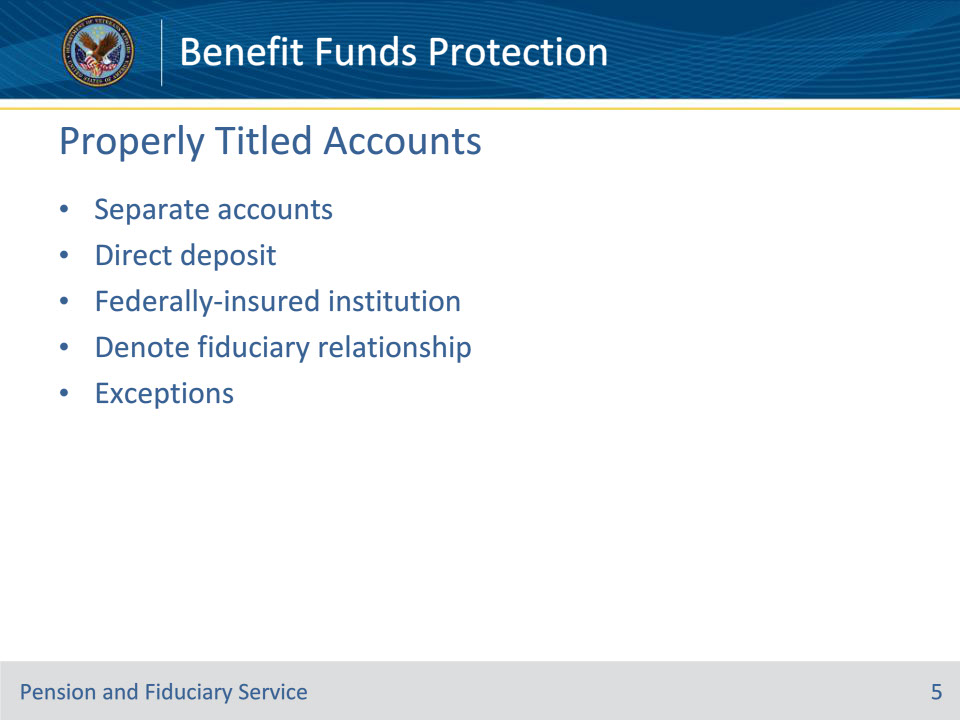 Benefit Funds Protection
Properly Titled Accounts
• Separate accounts
• Direct deposit
• Federally-insured institution
• Denote fiduciary relationship
• Exceptions
Pension and Fiduciary Service
5